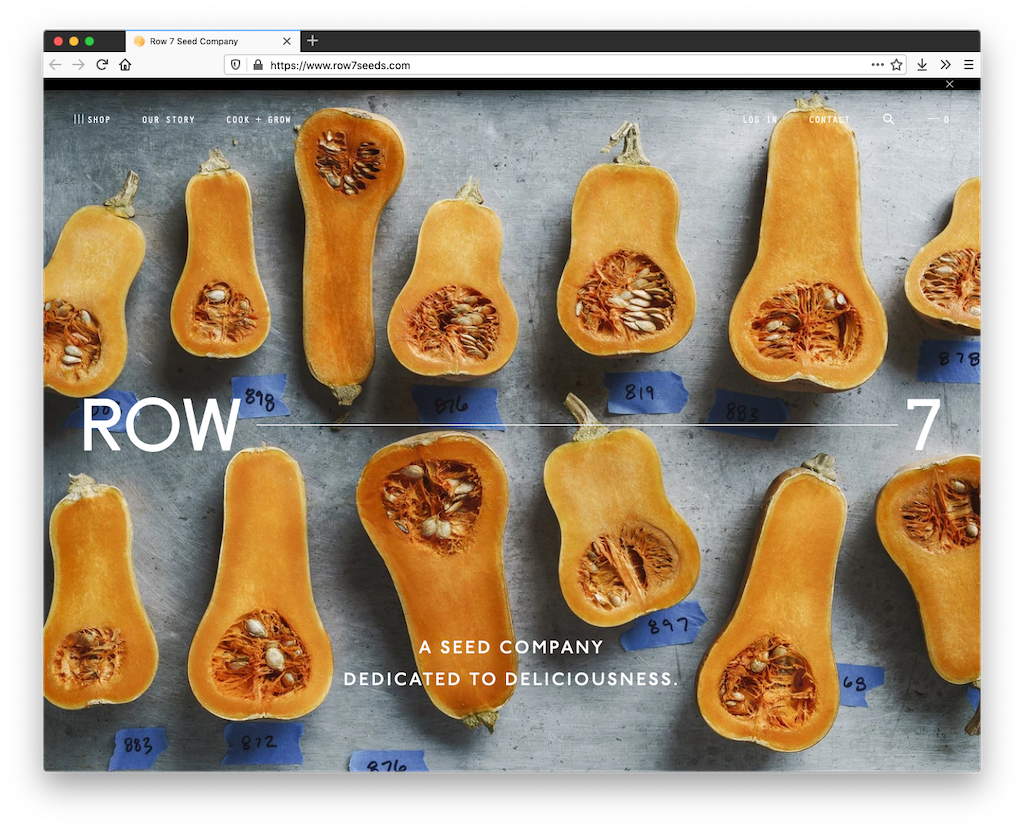 Row 7 Seed Company
https://www.row7seeds.com
SHOP
OUR STORY
COOK + GROW
LOG IN
CONTACT
0
878
898
876
819
883
ROW 7
897
A SEED COMPANY
DEDICATED TO DELICIOUSNESS.
68
883
872
876